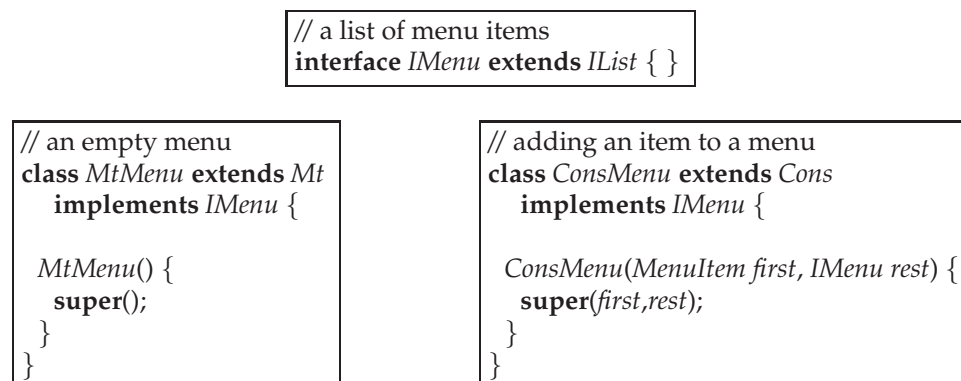 // a list of menu items
interface IMenu extends IList { }
// an empty menu
class MtMenu extends Mt
implements IMenu {
MtMenu() {
super();
}
}
// adding an item to a menu
class ConsMenu extends Cons
implements IMenu {
ConsMenu(MenuItem first, IMenu rest) {
super(first,rest);
}
}